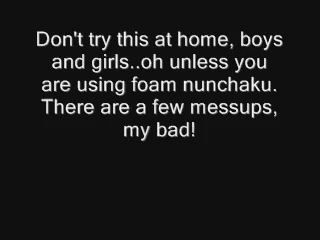 Don't try this at home, boys
and girls..oh unless you
are using foam nunchaku.
There are a few messups,
my bad!